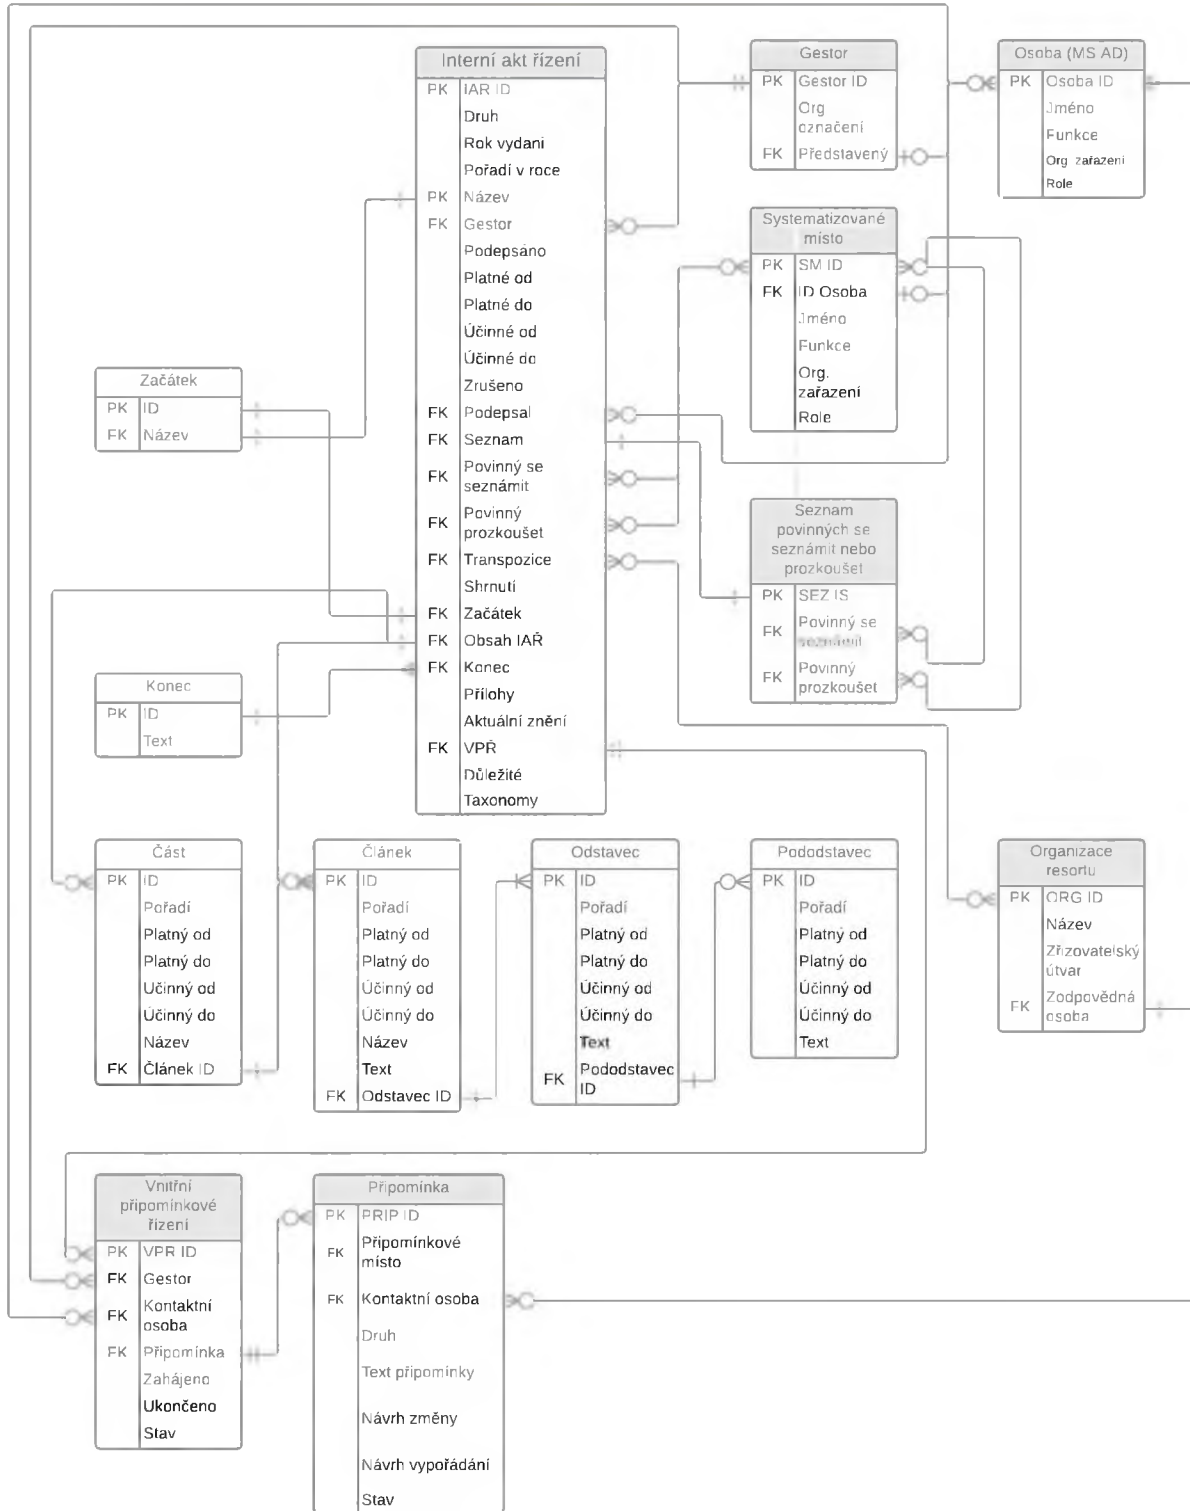 Interní akt řízení
PK IAR ID
Druh
Rok vydani
Pořadí v roce
PK Název
FK Gestor
Podepsáno
Platné od
Platné do
Účinné od
Účinné do
Zrušeno
FK Podepsal
FK Seznam
FK Povinný se
seznámit
FK Povinný
prozkoušet
FK Transpozice
Shrnutí
FK Začátek
FK Obsah IAŘ
FK Konec
Přílohy
Aktuální znění
FK VPŘ
Důležité
Taxonomy
Gestor
PK Gestor ID
Org
označení
FK Představený
Osoba (MS AD)
PK Osoba ID
Jméno
Funkce
Org zařazení
Role
Systematizované
místo
PK SM ID
FK ID Osoba
Jméno
Funkce
Org.
zařazení
Role
Začátek
PK ID
FK Název
Seznam
povinných se
seznámit nebo
prozkoušet
PK SEZ IS
FK Povinný se
seznámit
FK Povinný
prozkoušet
Konec
PK ID
Text
Část
PK ID
Pořadí
Platný od
Platný do
Účinný od
Účinný do
Název
FK Článek ID
Článek
PK ID
Pořadí
Platný od
Platný do
Účinný od
Účinný do
Název
Text
FK Odstavec ID
Odstavec
PK ID
Pořadí
Platný od
Platný do
Účinný od
Účinný do
Text
FK Pododstavec
ID
Pododstavec
PK ID
Pořadí
Platný od
Platný do
Účinný od
Účinný do
Text
Organizace
resortu
PK ORG ID
Název
Zřizovatelský
útvar
FK Zodpovědná
osoba
Vnitřní
připomínkové
řízení
PK VPR ID
FK Gestor
FK Kontaktní
osoba
FK Připomínka
Zahájeno
Ukončeno
Stav
Připomínka
PK PRIP ID
FK Připomínkové
místo
FK Kontaktní osoba
Druh
Text připomínky
Návrh změny
Návrh vypořádání
Stav